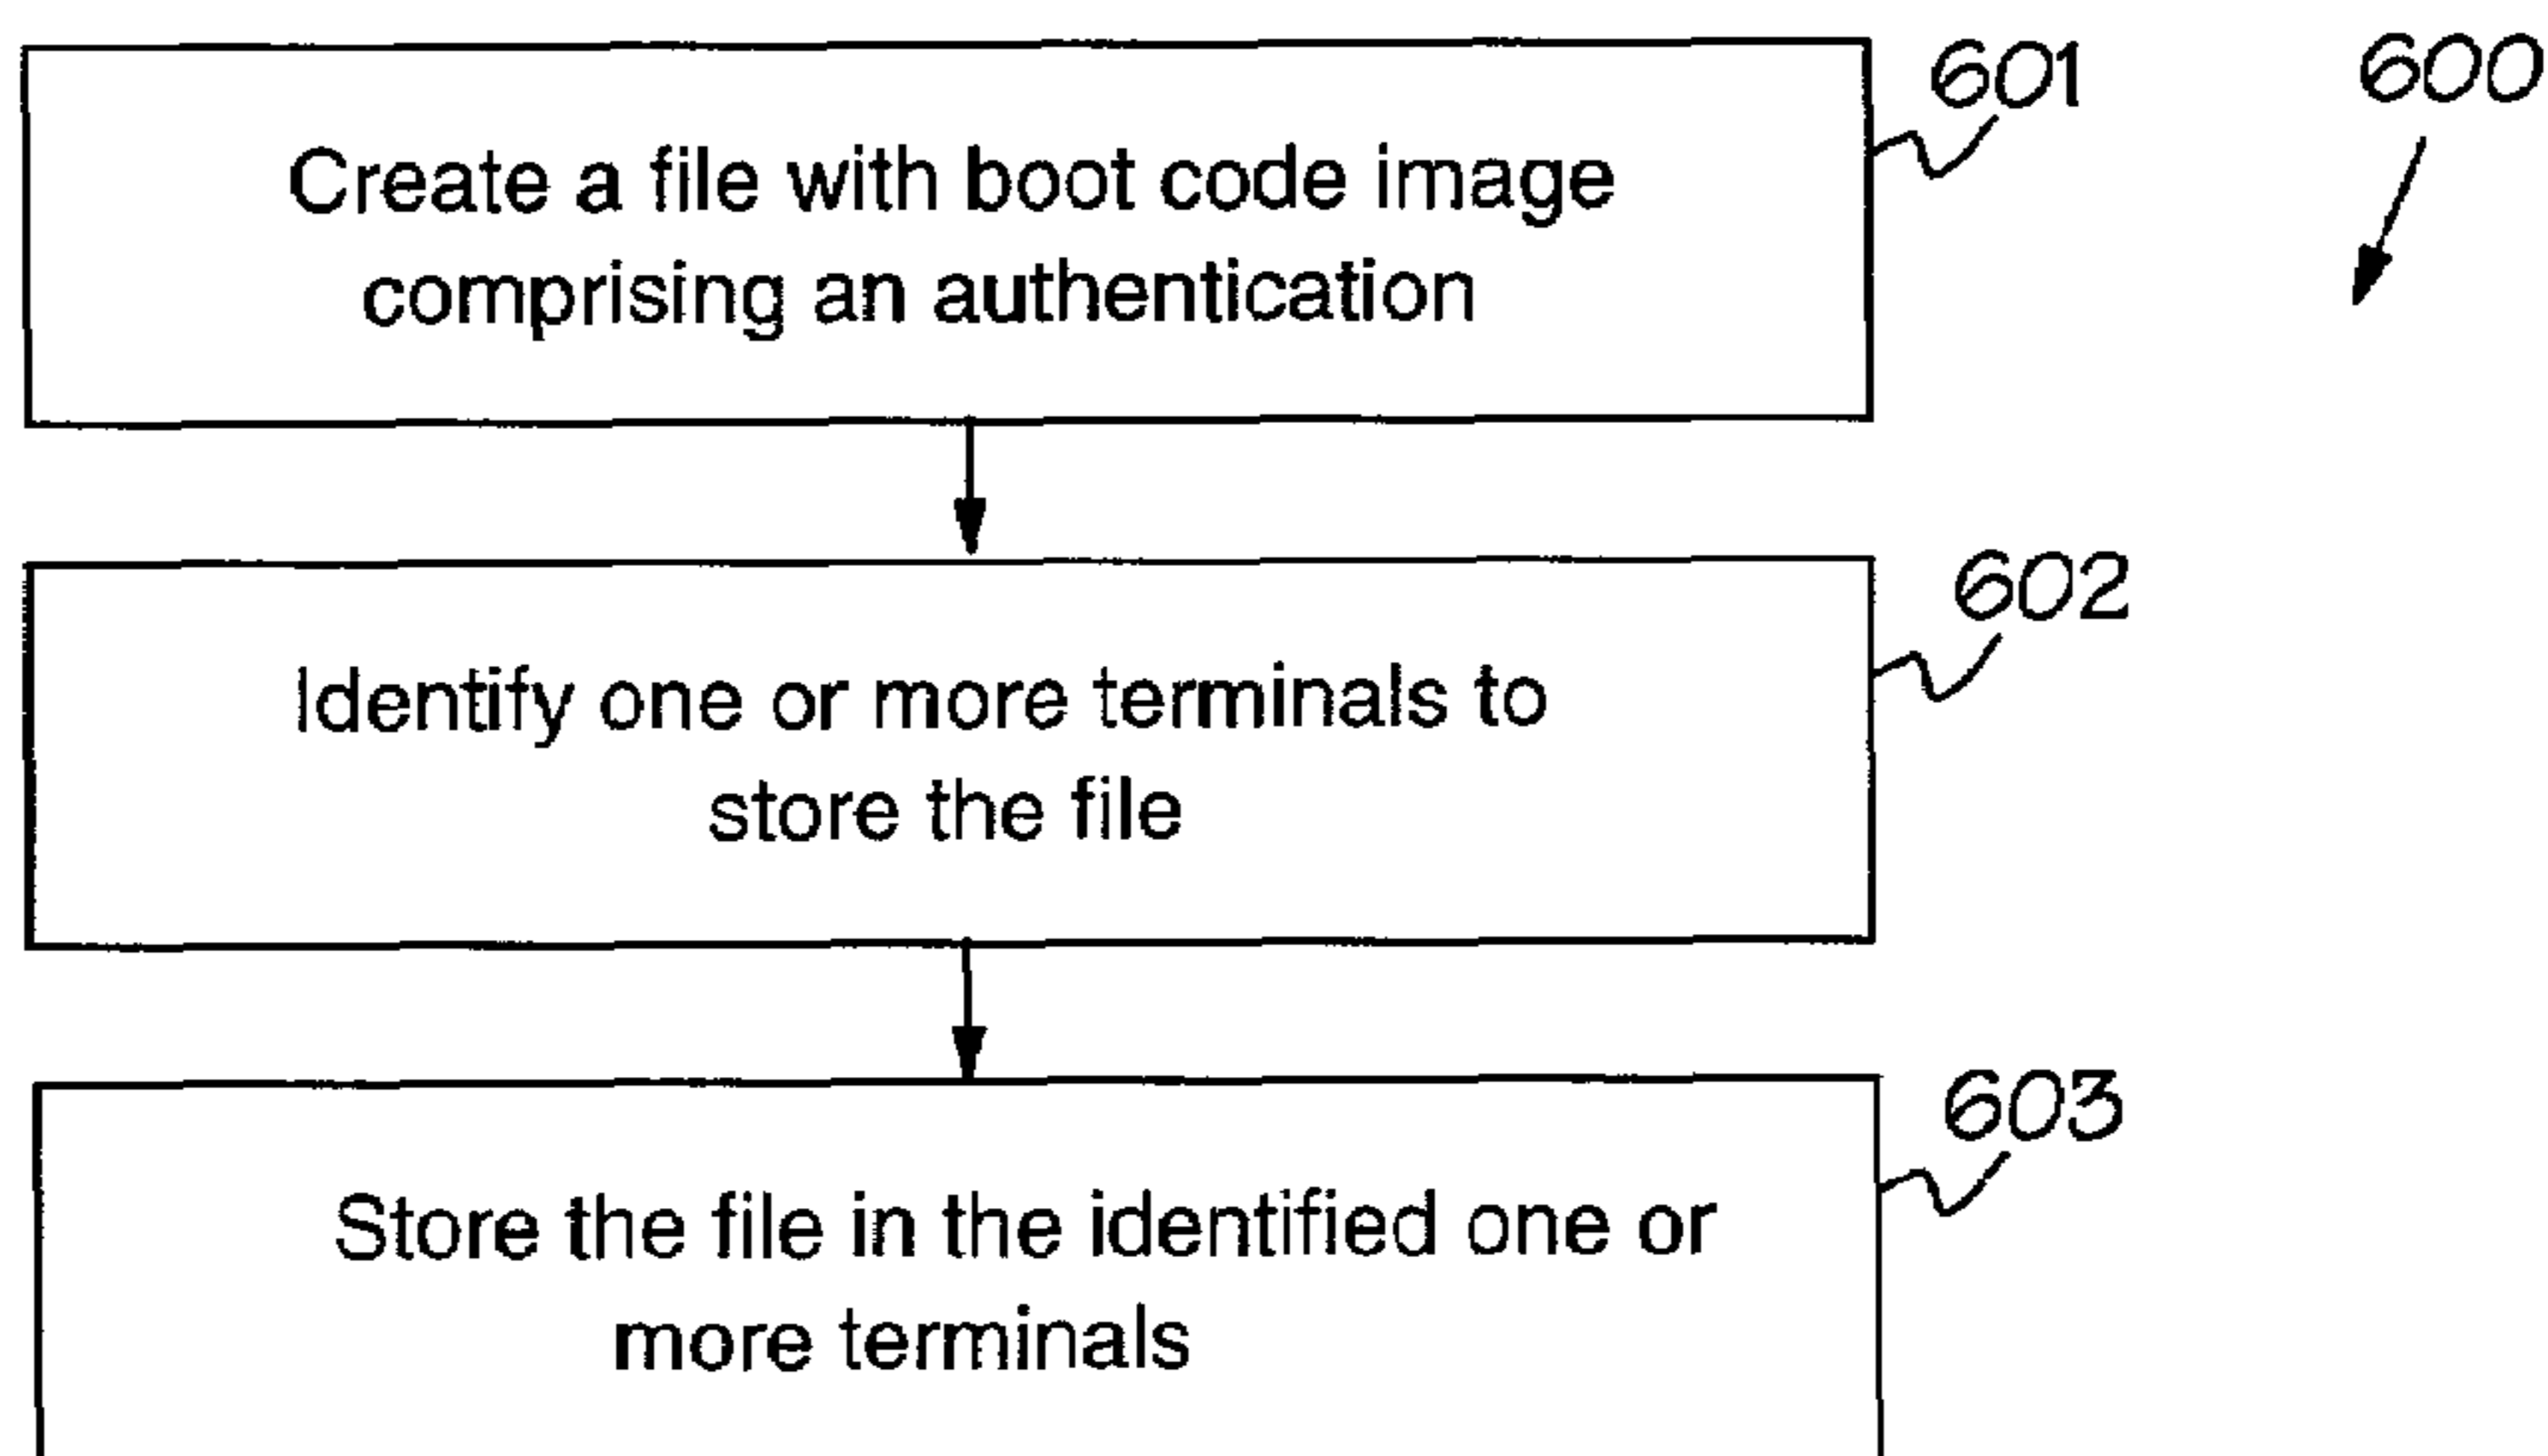 601
600
Create a file with boot code image
comprising an authentication
602
Identify one or more terminals to
store the file
603
Store the file in the identified one or
more terminals